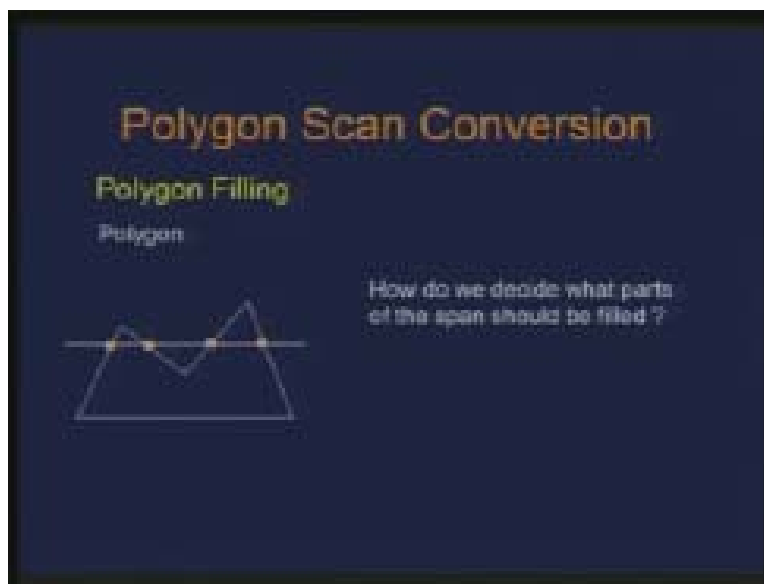 Polygon Scan Conversion
Polygon Filling
Polygon
How do we decide what parts
of the span should be filled ?